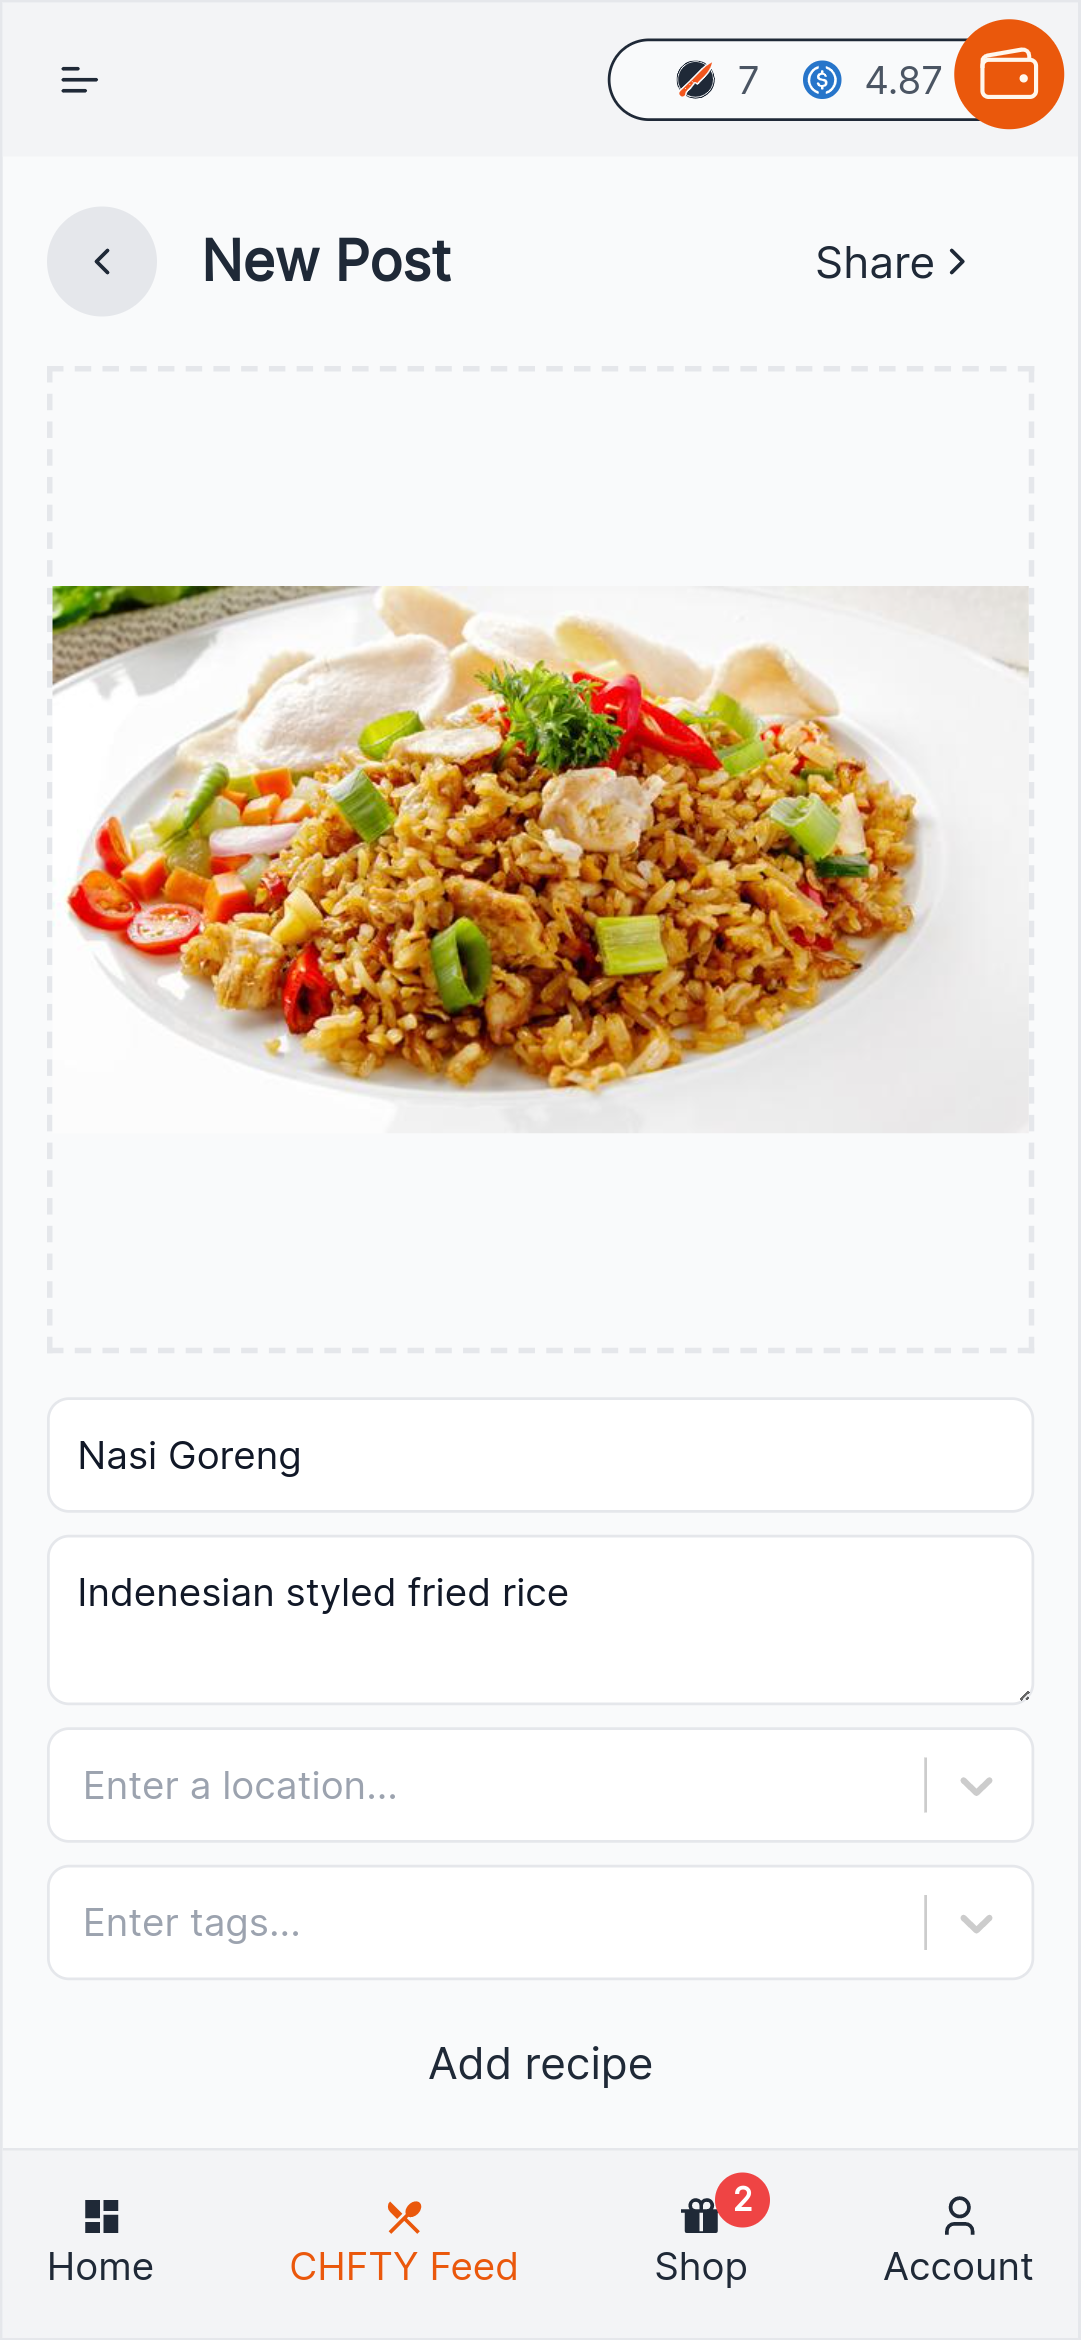 7 4.87
New Post Share
Nasi Goreng
Indenesian styled fried rice
Enter a location...
Enter tags...
Add recipe
2
Home CHFTY Feed Shop Account